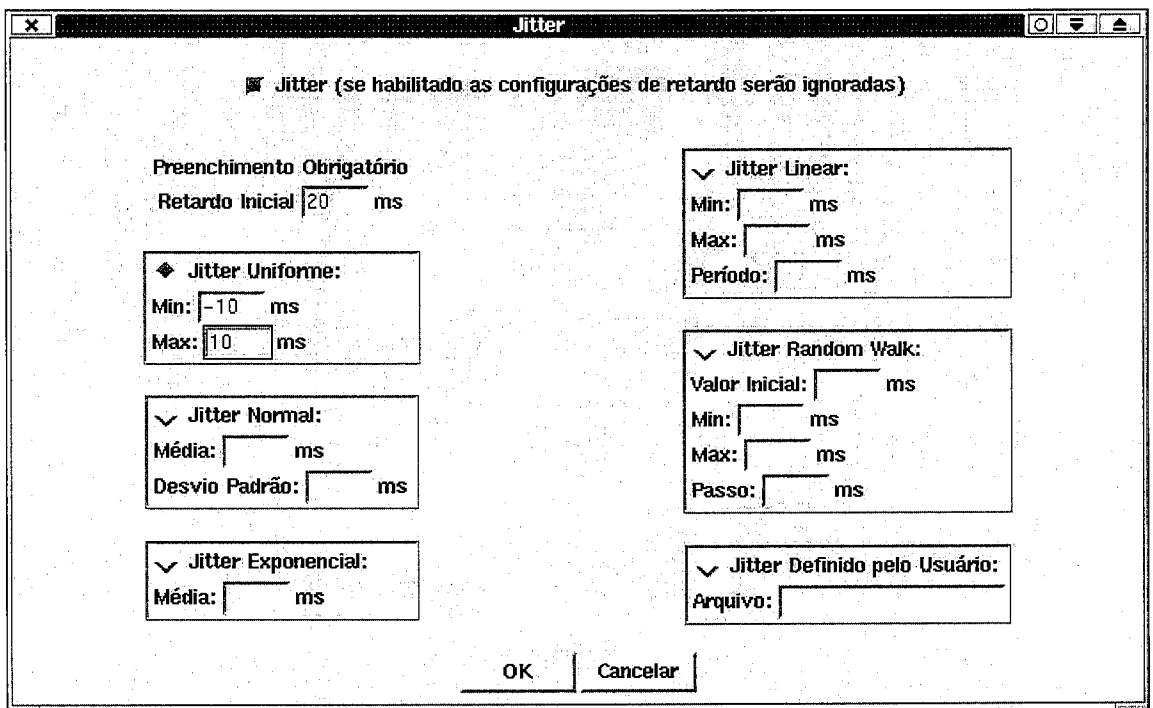 Jitter
Jitter (se habilitado as configurações de retardo serão ignoradas)
Preenchimento Obrigatório
Retardo Inicial 20 ms
Jitter Uniforme:
Min: -10 ms
Max: 10 ms
Jitter Normal:
Média: ms
Desvio Padrão: ms
Jitter Exponencial:
Média: ms
Jitter Linear:
Min: ms
Max: ms
Período: ms
Jitter Random Walk:
Valor Inicial: ms
Min: ms
Max: ms
Passo: ms
Jitter Definido pelo Usuário:
Arquivo:
OK
Cancelar